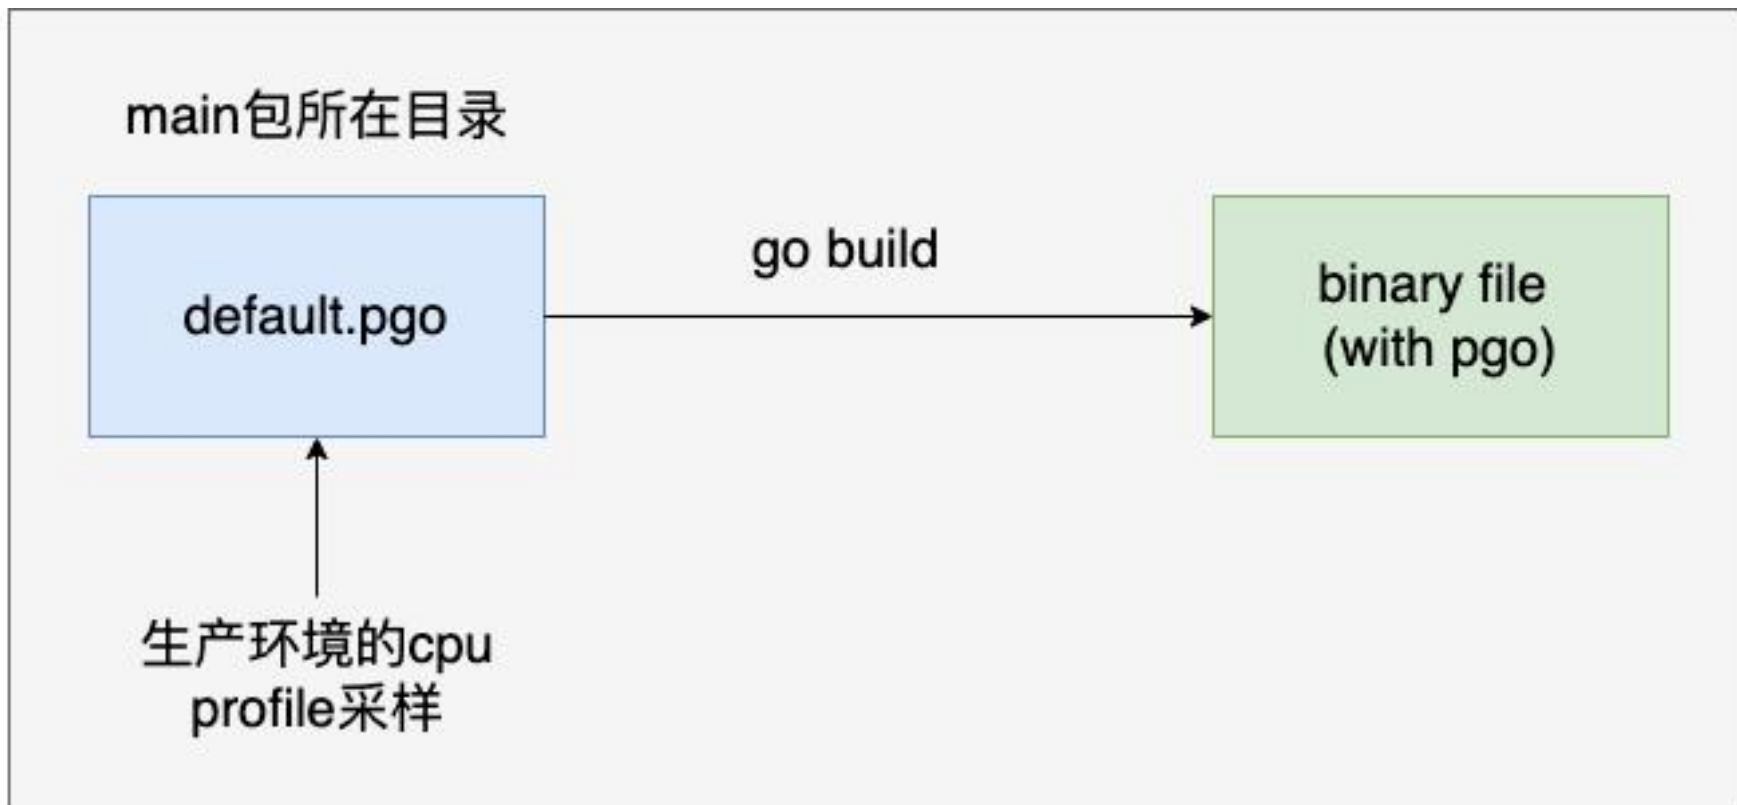 main包所在目录
default.pgo
go build
binary file
(with pgo)
生产环境的cpu
profile采样